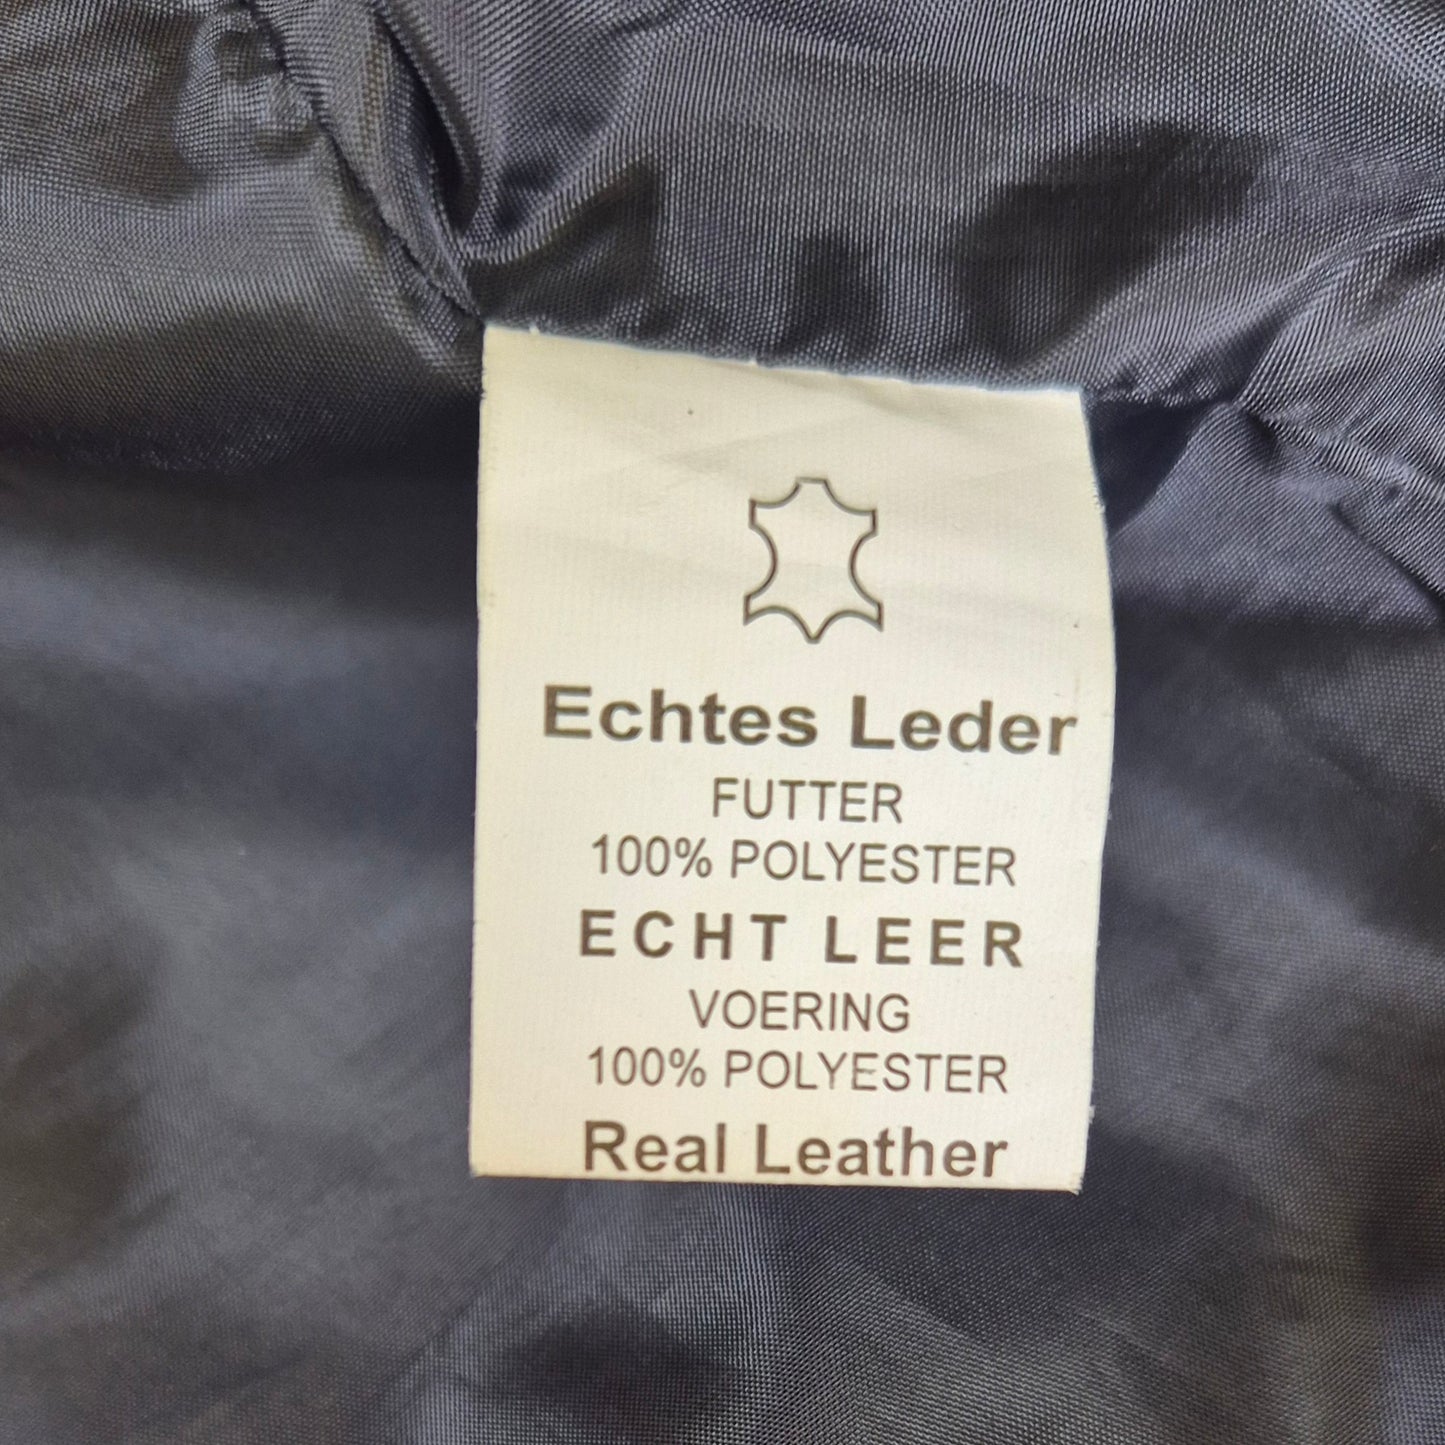 Echtes Leder
FUTTER
100% POLYESTER
ECHT LEER
VOERING
100% POLYESTER
Real Leather